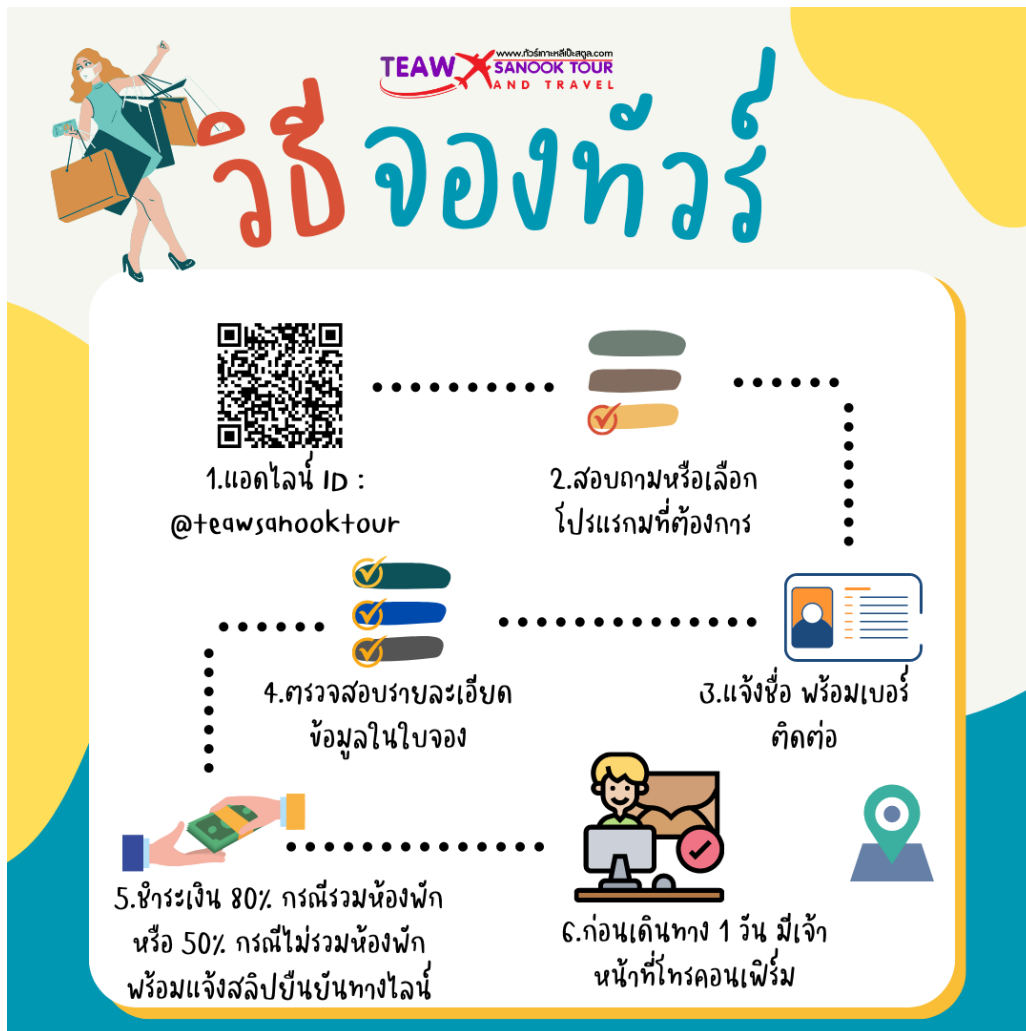 www.ทัวร์เกาะหลีเป๊ะสตูล.com
TEAW SANOOK TOUR
AND TRAVEL
วิธีจองทัวร์
1.แอดไลน์ ID :
@teawsanooktour
2.สอบถามหรือเลือก
โปรแรกมที่ต้องการ
3.แจ้งชื่อ พร้อมเบอร์
ติดต่อ
4.ตรวจสอบรายละเอียด
ข้อมูลในใบจอง
5.ชำระเงิน 80% กรณีรวมห้องพัก
หรือ 50% กรณีไม่รวมห้องพัก
พร้อมแจ้งสลิปยืนยันทางไลน์
6.ก่อนเดินทาง 1 วัน มีเจ้า
หน้าที่โทรคอนเฟิร์ม